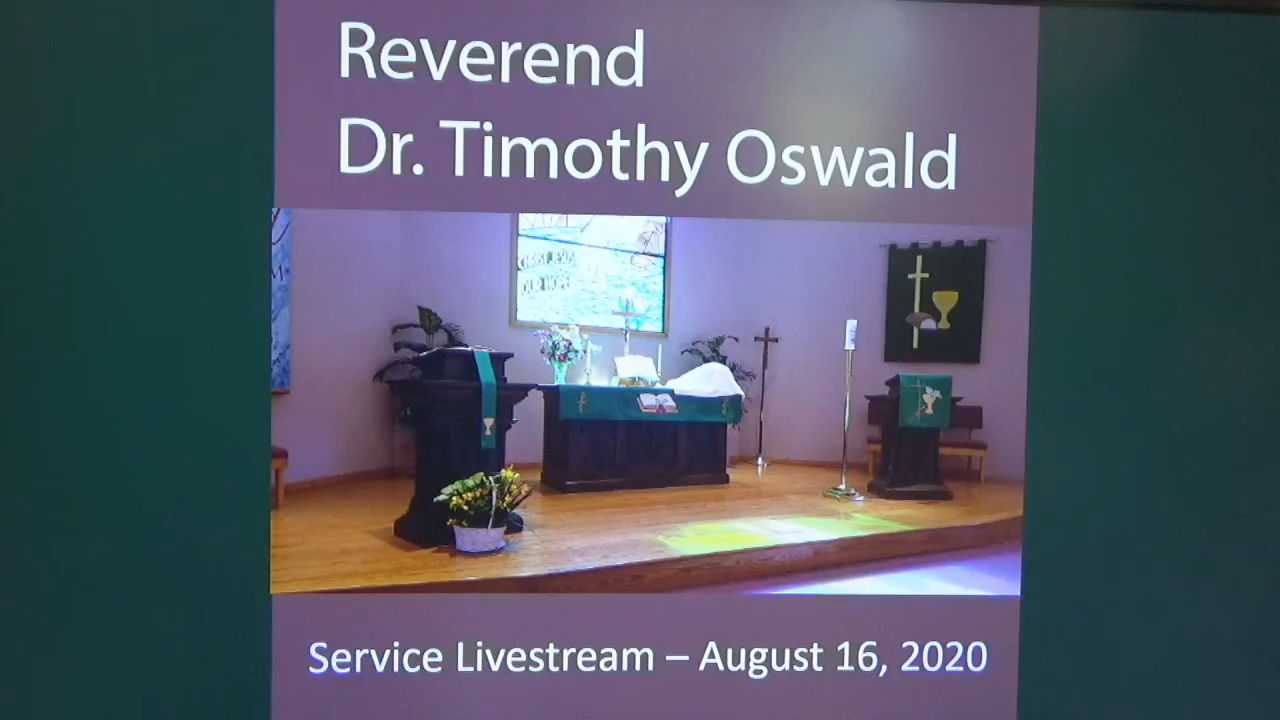 Reverend
Dr. Timothy Oswald
CHRIST JESUS
OUR HOPE
Service Livestream – August 16, 2020